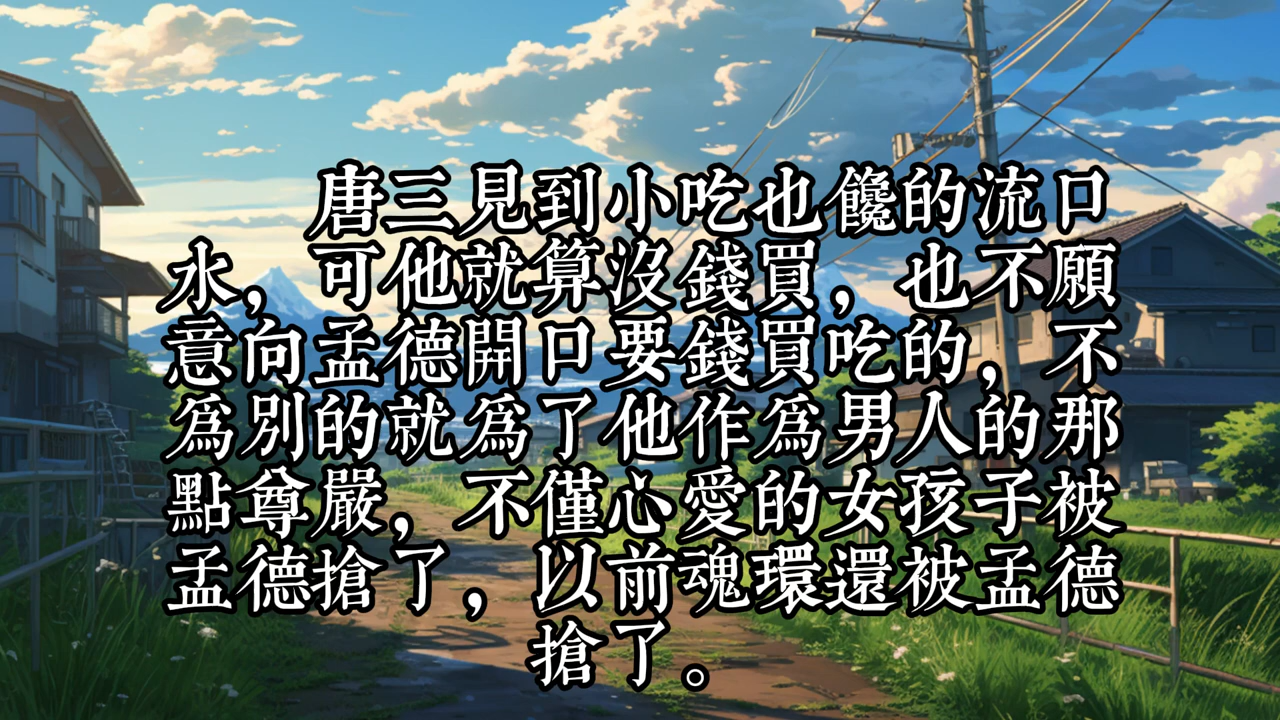 唐三見到小吃也饞的流口
水，可他就算沒錢買，也不願
意向孟德開口要錢買吃的，不
爲別的就爲了他作爲男人的那
點尊嚴，不僅心愛的女孩子被
孟德搶了，以前魂環還被孟德
搶了。